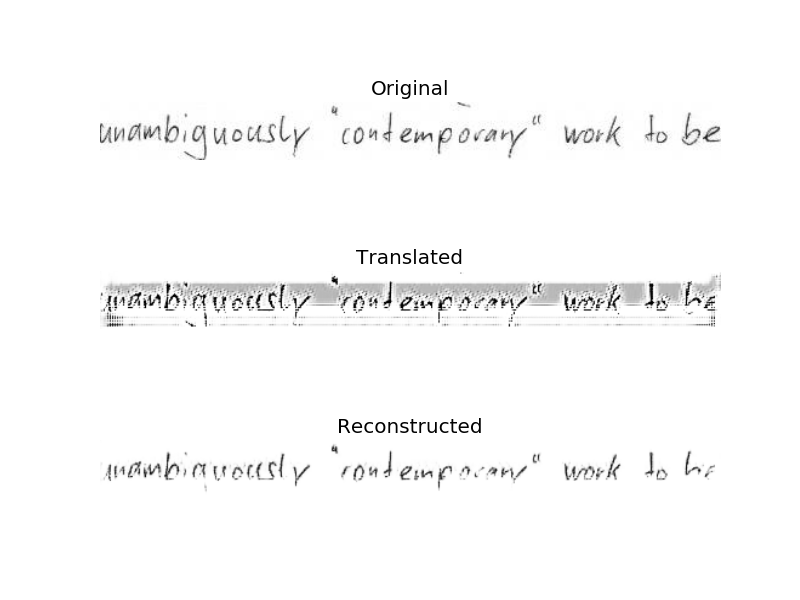 Original
unambiguously "contemporary" work to be
Translated
unambiguously "contemporary" work to be
Reconstructed
unambiguously "contemporary" work to be